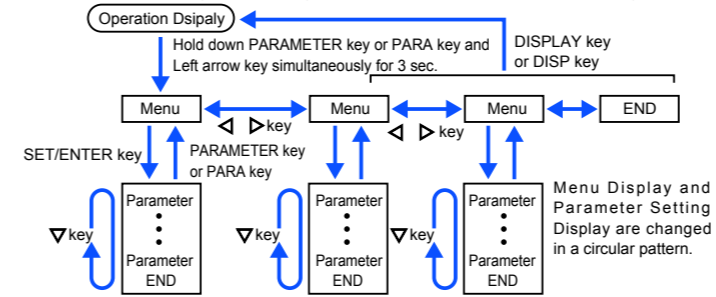 Operation Dsipaly
Hold down PARAMETER key or PARA key and
Left arrow key simultaneously for 3 sec.
DISPLAY key
or DISP key
Menu
Menu
Menu
END
key
key
SET/ENTER key
PARAMETER key
or PARA key
Parameter
Parameter
END
key
Parameter
Parameter
END
key
Parameter
Parameter
END
key
Menu Display and
Parameter Setting
Display are changed
in a circular pattern.